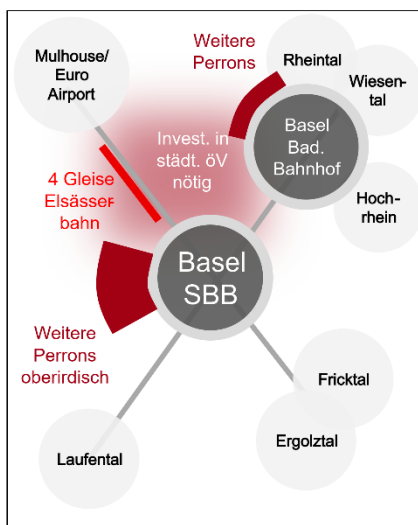 Mulhouse/
Euro
Airport
Weitere
Perrons
Rheintal
Wiesen-
tal
Invest. in
städt. öV
nötig
Basel
Bad.
Bahnhof
4 Gleise
Elsässer-
bahn
Hoch-
rhein
Basel
SBB
Weitere
Perrons
oberirdisch
Fricktal
Ergolztal
Laufental